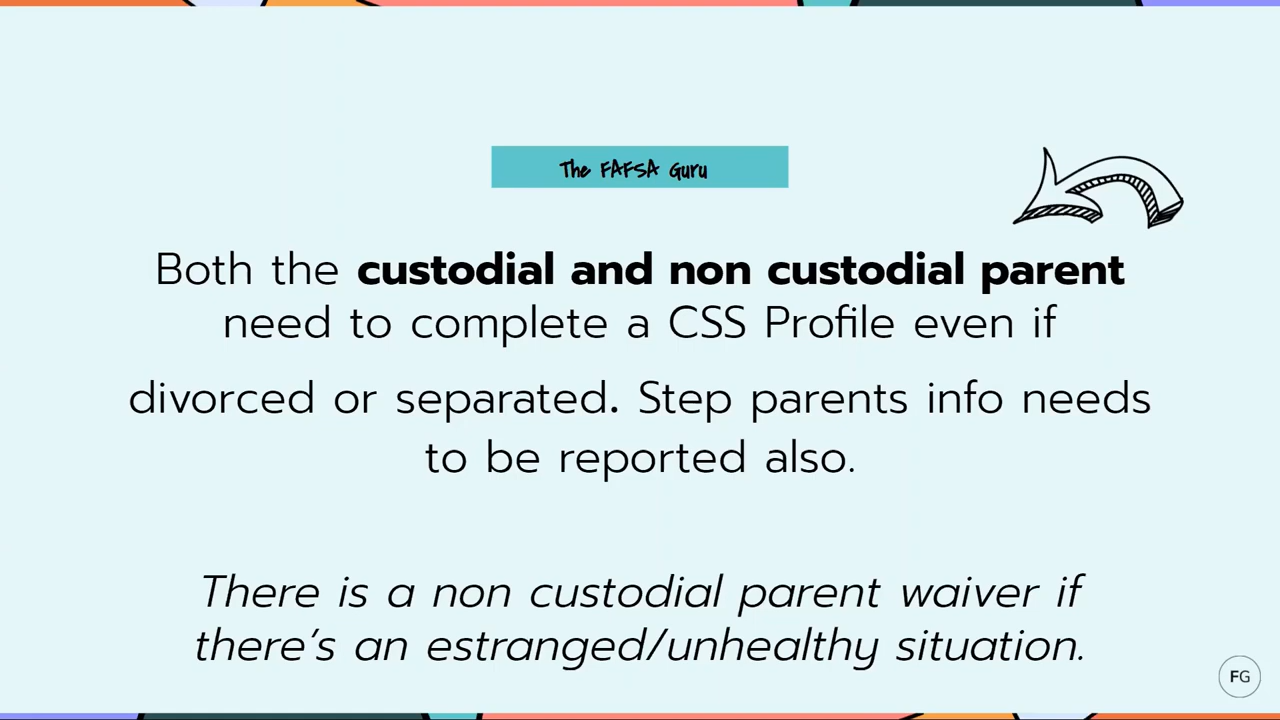 The FAFSA Guru
Both the custodial and non custodial parent
need to complete a CSS Profile even if
divorced or separated. Step parents info needs
to be reported also.
There is a non custodial parent waiver if
there's an estranged/unhealthy situation.
FG